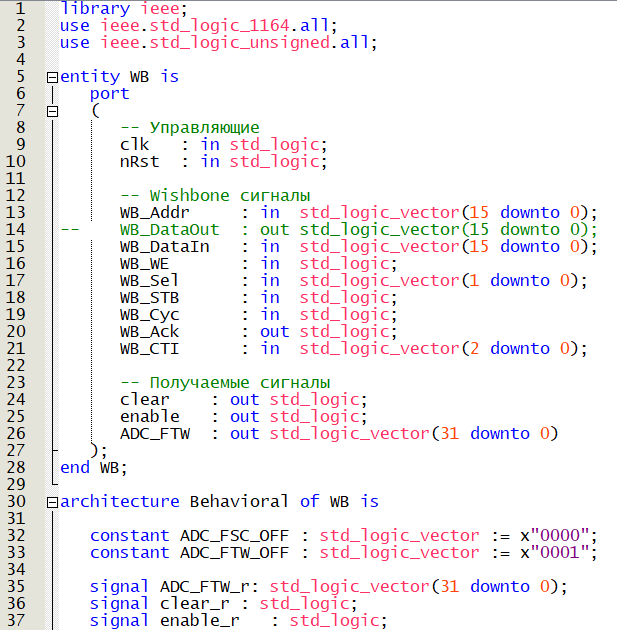 1 library ieee;
2 use ieee.std_logic_1164.all;
3 use ieee.std_logic_unsigned.all;
4
5 entity WB is
6    port
7    (
8       -- Управляющие
9       clk   : in std_logic;
10       nRst  : in std_logic;
11
12       -- Wishbone сигналы
13       WB_Addr     : in  std_logic_vector(15 downto 0);
14 --    WB_DataOut  : out std_logic_vector(15 downto 0);
15       WB_DataIn   : in  std_logic_vector(15 downto 0);
16       WB_WE       : in  std_logic;
17       WB_Sel      : in  std_logic_vector(1 downto 0);
18       WB_STB      : in  std_logic;
19       WB_Cyc      : in  std_logic;
20       WB_Ack      : out std_logic;
21       WB_CTI      : in  std_logic_vector(2 downto 0);
22
23       -- Получаемые сигналы
24       clear    : out std_logic;
25       enable   : out std_logic;
26       ADC_FTW  : out std_logic_vector(31 downto 0)
27    );
28 end WB;
29
30 architecture Behavioral of WB is
31
32    constant ADC_FSC_OFF : std_logic_vector := x"0000";
33    constant ADC_FTW_OFF : std_logic_vector := x"0001";
34
35    signal ADC_FTW_r: std_logic_vector(31 downto 0);
36    signal clear_r : std_logic;
37    signal enable_r   : std_logic;